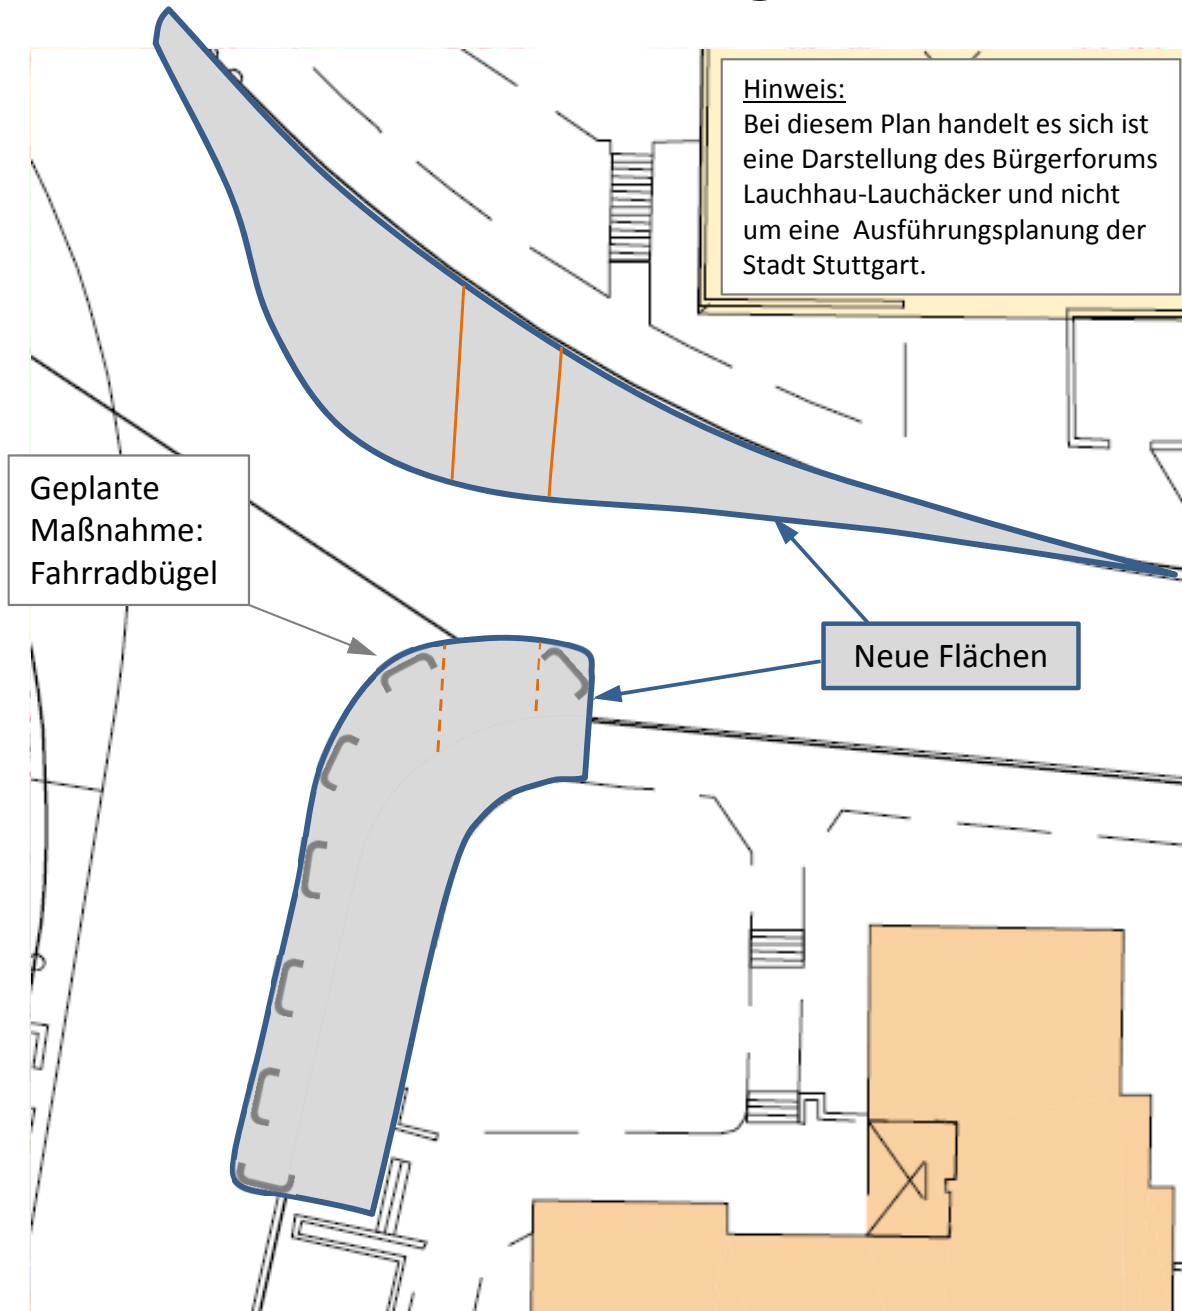 Hinweis:
Bei diesem Plan handelt es sich ist
eine Darstellung des Bürgerforums
Lauchhau-Lauchäcker und nicht
um eine Ausführungsplanung der
Stadt Stuttgart.
Geplante
Maßnahme:
Fahrradbügel
Neue Flächen